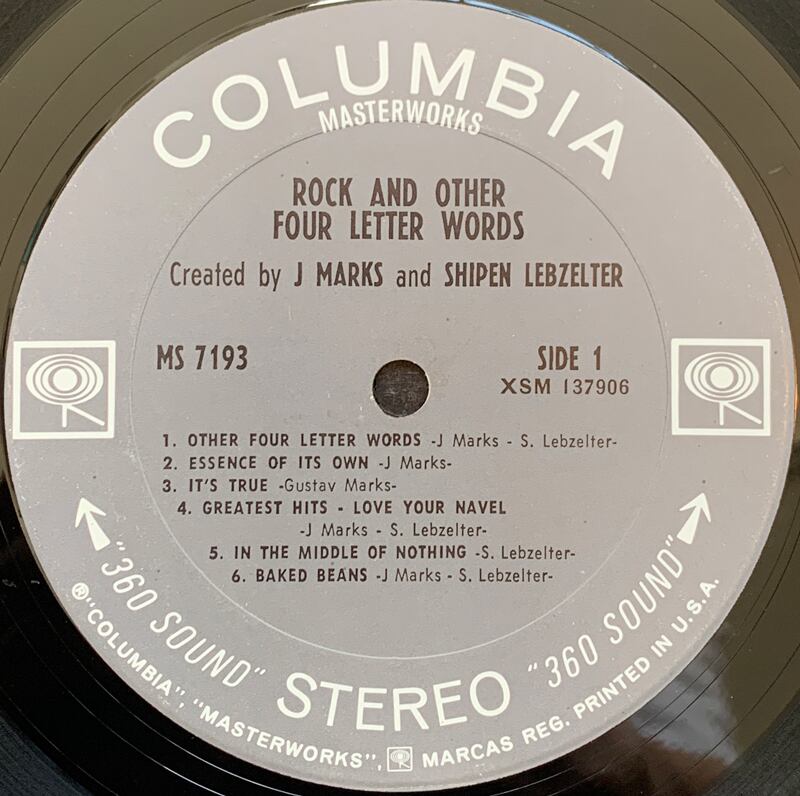 COLUMBIA
MASTERWORKS
ROCK AND OTHER
FOUR LETTER WORDS
Created by J MARKS and SHIPEN LEBZELTER
MS 7193
SIDE 1
XSM 137906
1. OTHER FOUR LETTER WORDS -J Marks - S. Lebzelter-
2. ESSENCE OF ITS OWN -J Marks-
3. IT'S TRUE -Gustav Marks-
4. GREATEST HITS - LOVE YOUR NAVEL
-J Marks - S. Lebzelter-
5. IN THE MIDDLE OF NOTHING -S. Lebzelter-
6. BAKED BEANS -J Marks - S. Lebzelter-
"360 SOUND" STEREO "360 SOUND"
®"COLUMBIA", "MASTERWORKS", MARCAS REG. PRINTED IN U.S.A.